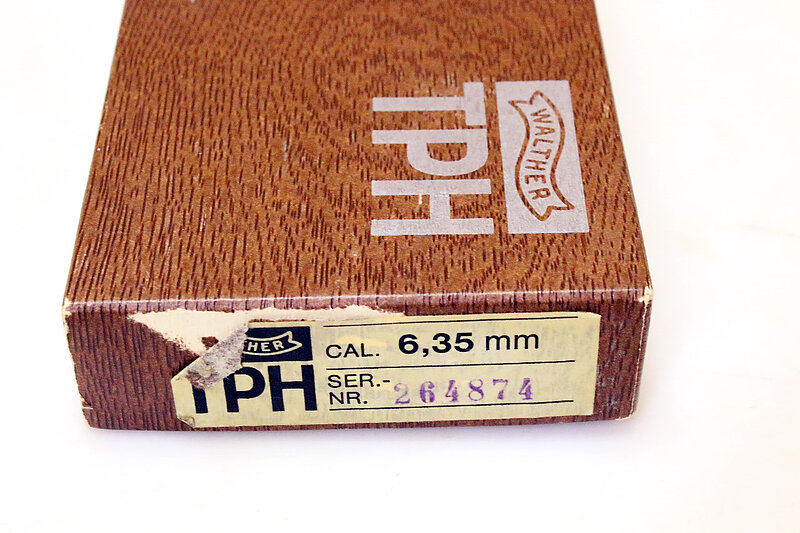 WALTHER
TPH
THER
TPH
CAL. 6,35 mm
SER.-
NR. 264874